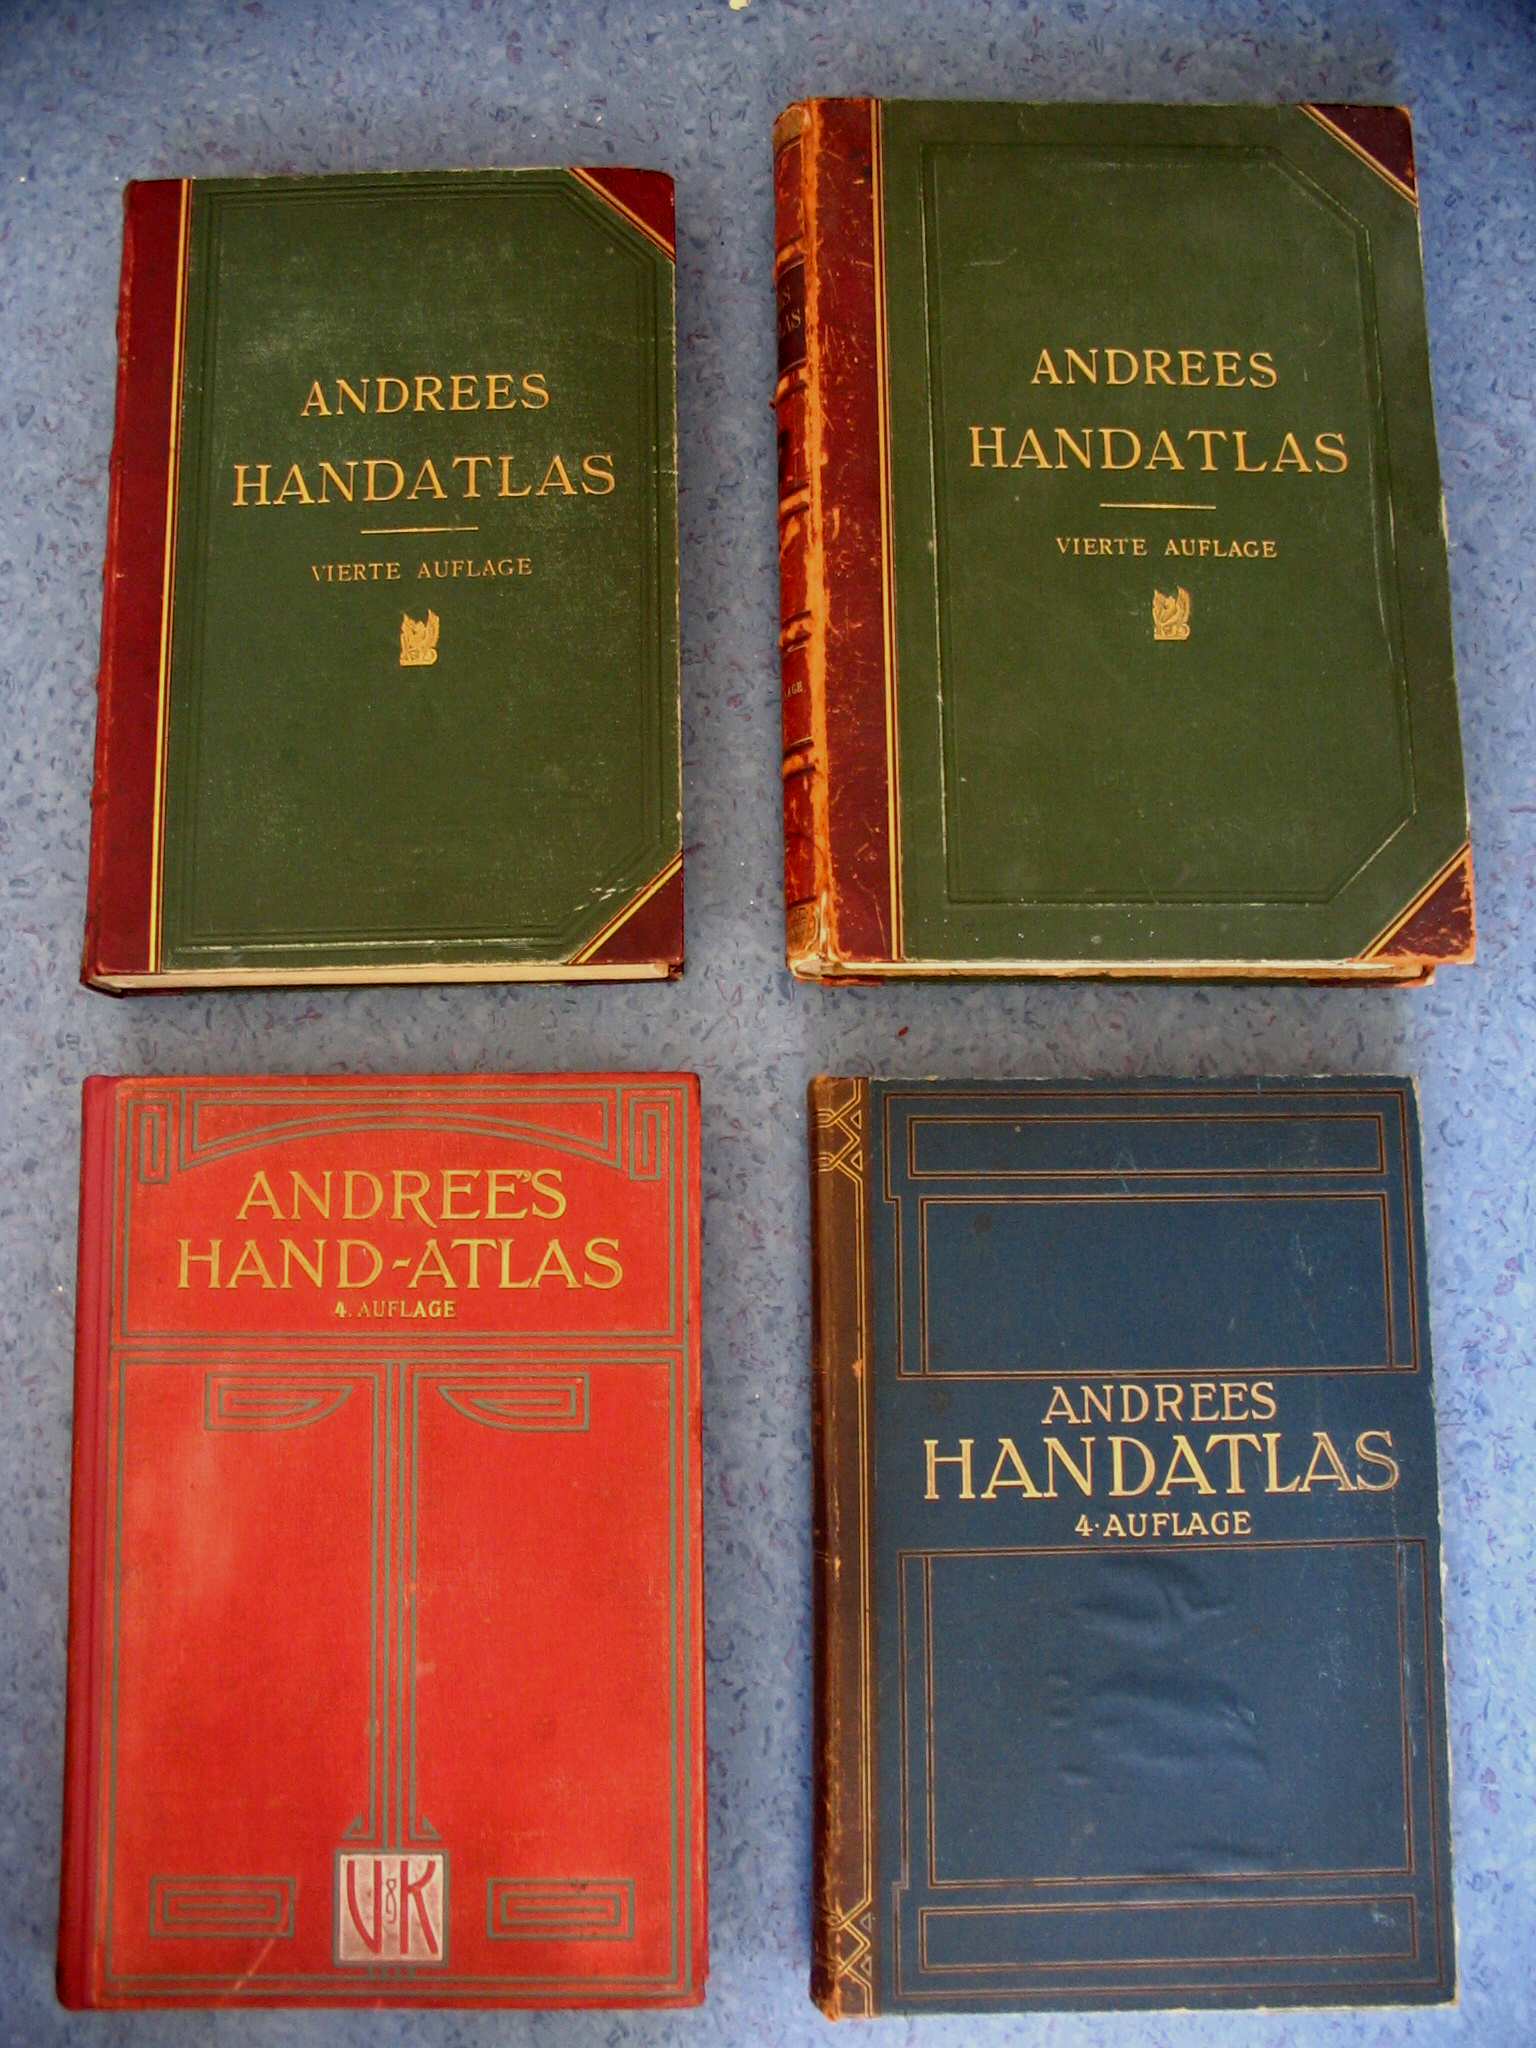 ANDREES
HANDATLAS
VIERTE AUFLAGE
ANDREES
HANDATLAS
VIERTE AUFLAGE
ANDREE'S
HAND-ATLAS
4. AUFLAGE
V&K
ANDREES
HANDATLAS
4. AUFLAGE